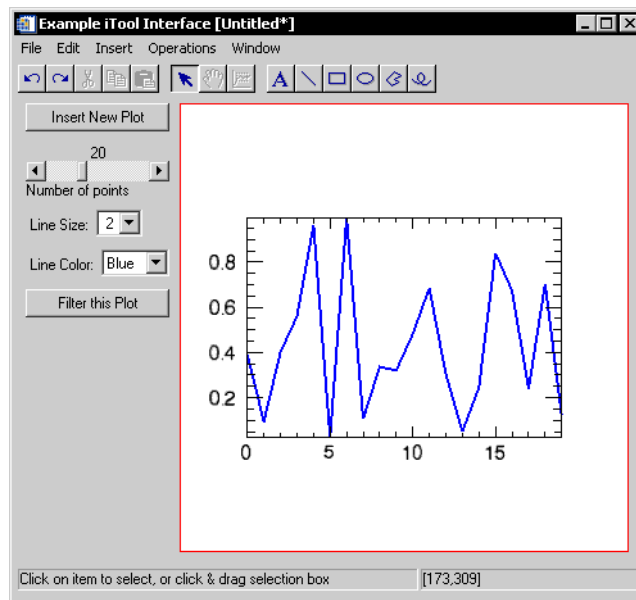 Example iTool Interface [Untitled*]
File Edit Insert Operations Window
A
Insert New Plot
20
Number of points
Line Size: 2
Line Color: Blue
Filter this Plot
0.8
0.6
0.4
0.2
0 5 10 15
Click on item to select, or click & drag selection box [173,309]